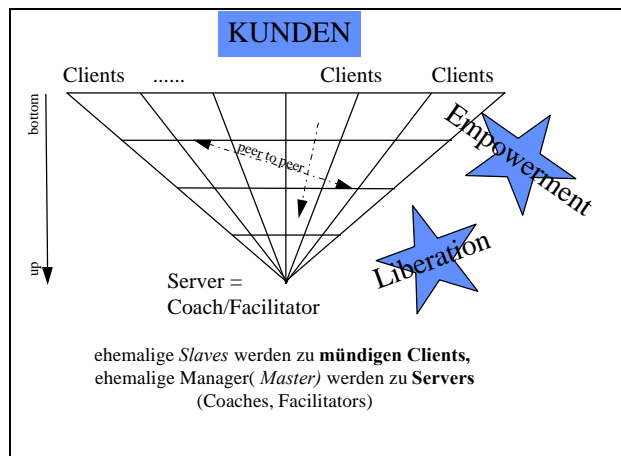 KUNDEN
Clients ...... Clients Clients
bottom
up
peer to peer
Empowerment
Liberation
Server =
Coach/Facilitator
ehemalige Slaves werden zu mündigen Clients,
ehemalige Manager( Master) werden zu Servers
(Coaches, Facilitators)